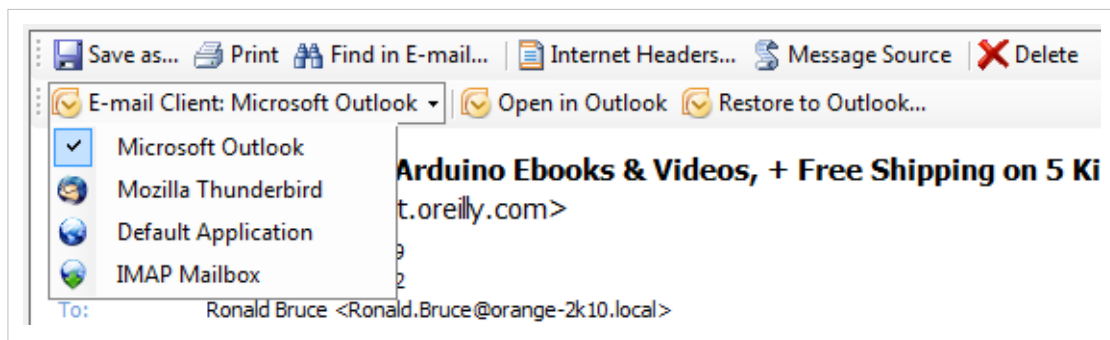 Save as... Print Find in E-mail... Internet Headers... Message Source Delete
E-mail Client: Microsoft Outlook Open in Outlook Restore to Outlook...
Microsoft Outlook
Arduino Ebooks & Videos, + Free Shipping on 5 Ki
Mozilla Thunderbird
t.oreilly.com>
Default Application
9
IMAP Mailbox
2
To: Ronald Bruce <Ronald.Bruce@orange-2k10.local>